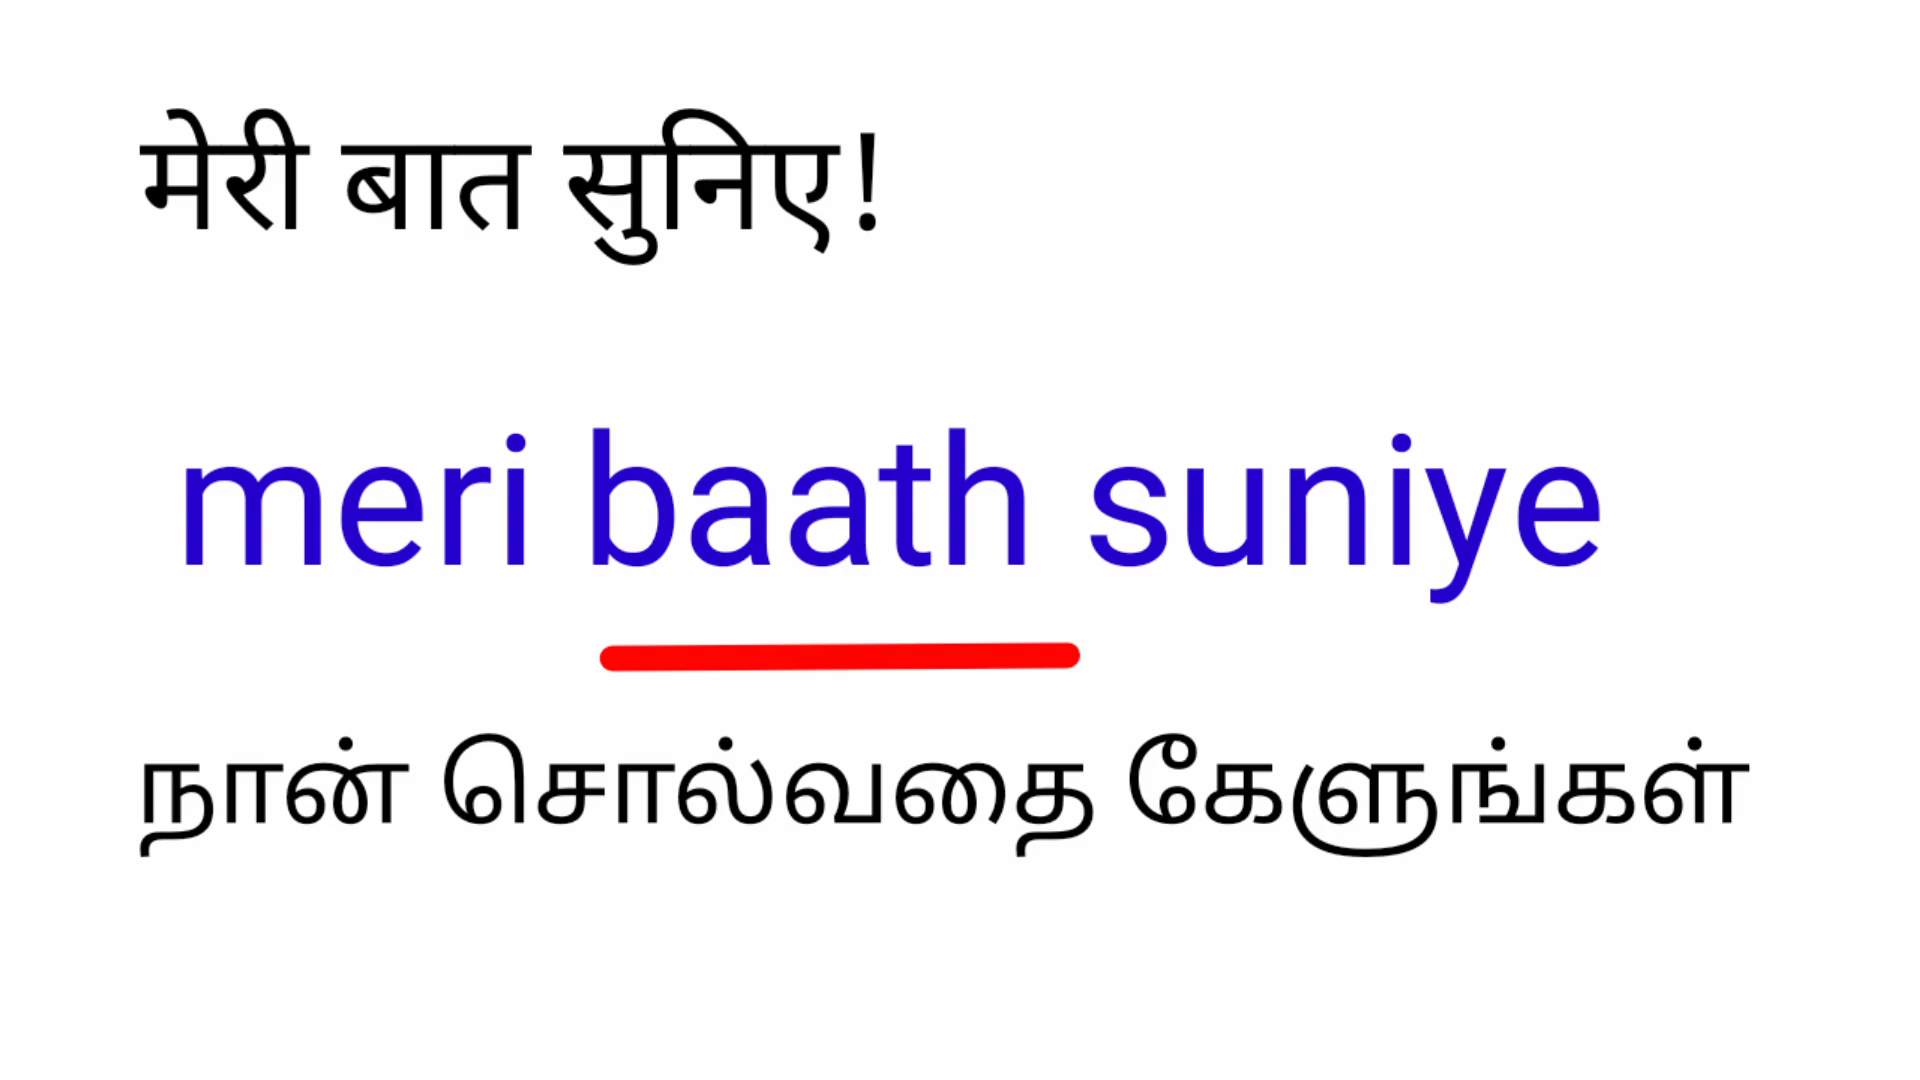 मेरी बात सुनिए!
meri baath suniye
நான் சொல்வதை கேளுங்கள்